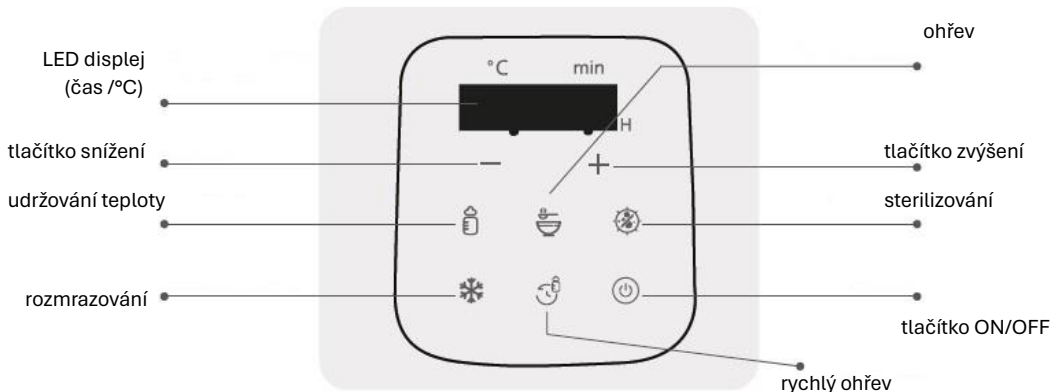 ohřev
LED displej
(čas /°C)
°C min
H
tlačítko snížení
tlačítko zvýšení
udržování teploty
sterilizování
rozmrazování
tlačítko ON/OFF
rychlý ohřev